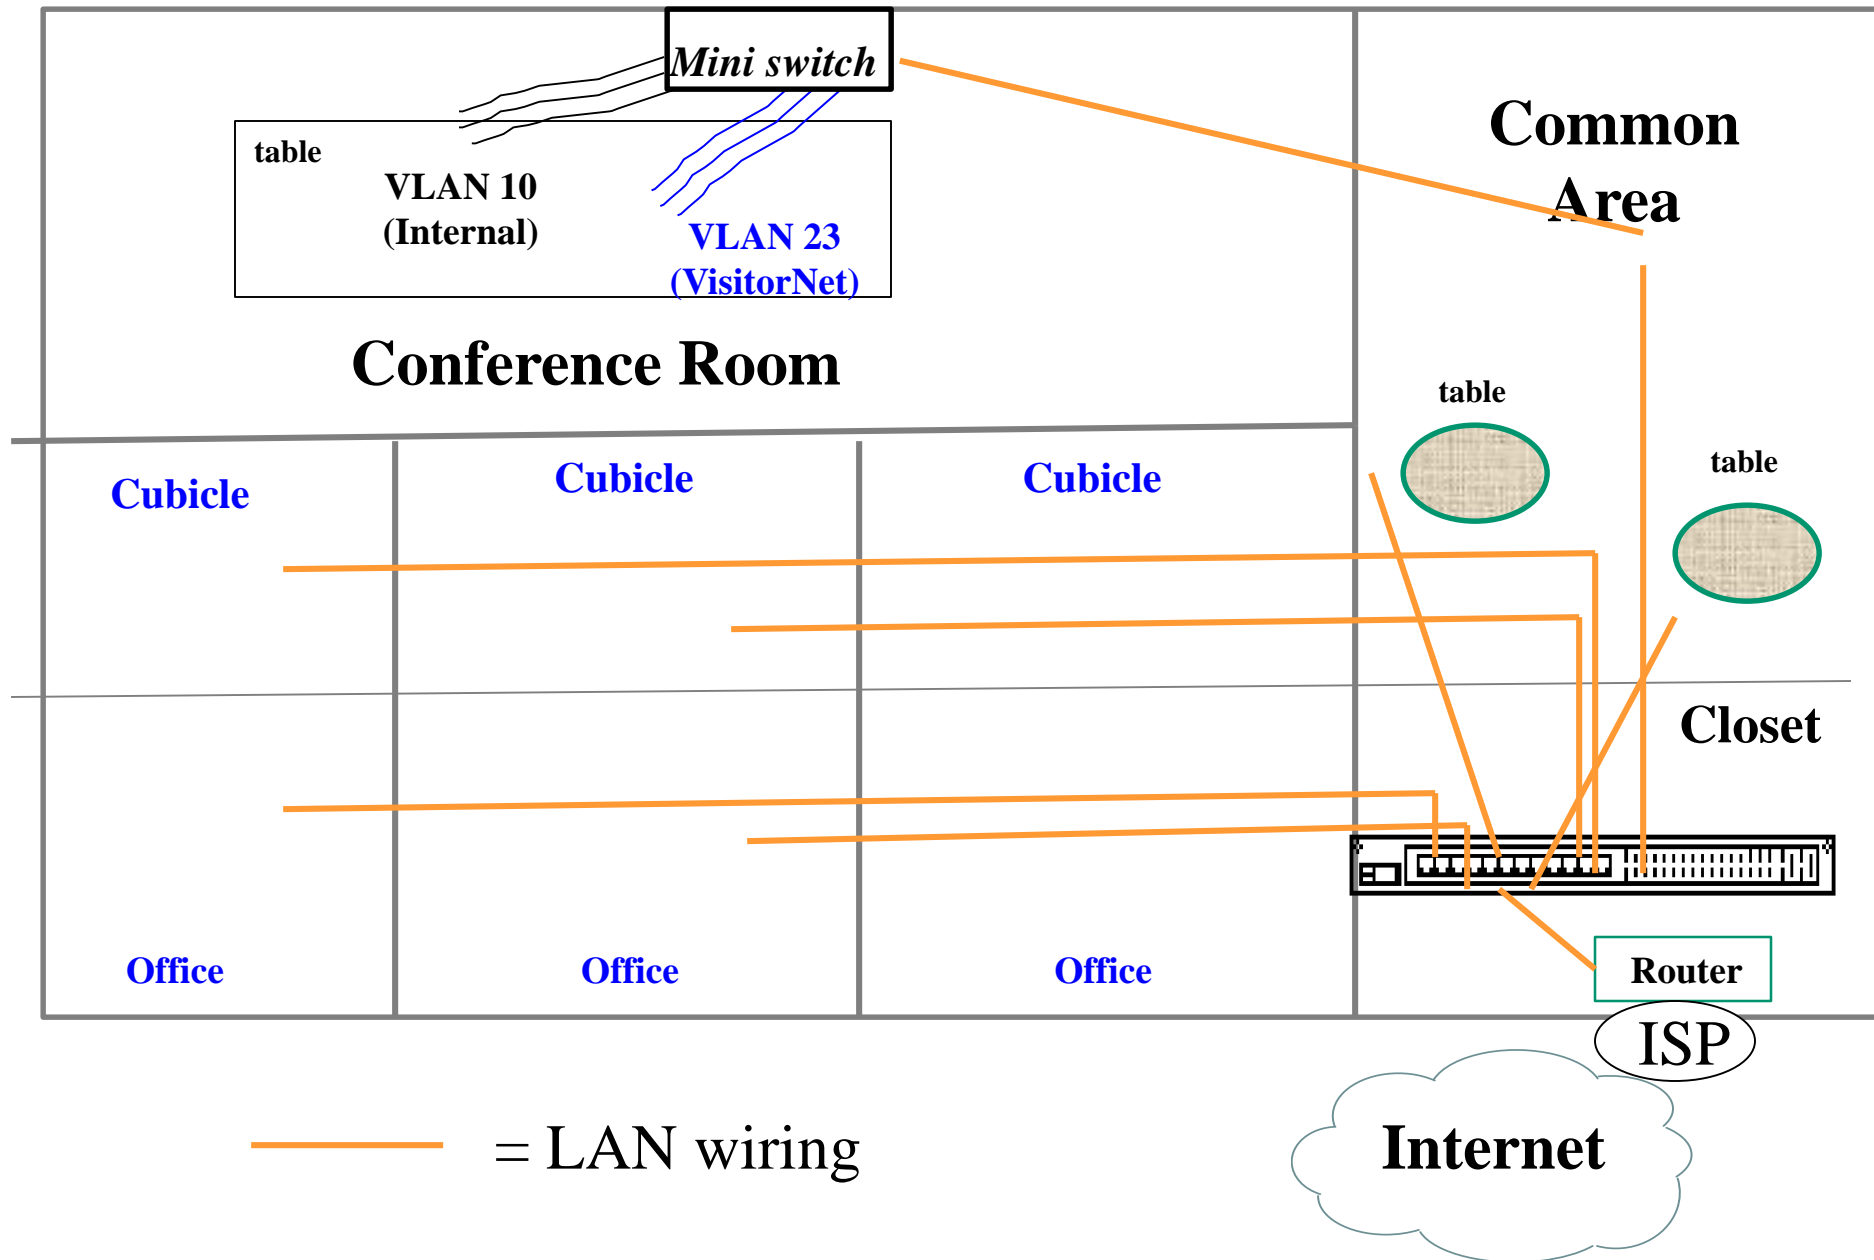 Mini switch
Common
Area
table
VLAN 10
(Internal)
VLAN 23
(VisitorNet)
Conference Room
table
table
Cubicle
Cubicle
Cubicle
Closet
Office
Office
Office
Router
ISP
Internet
= LAN wiring